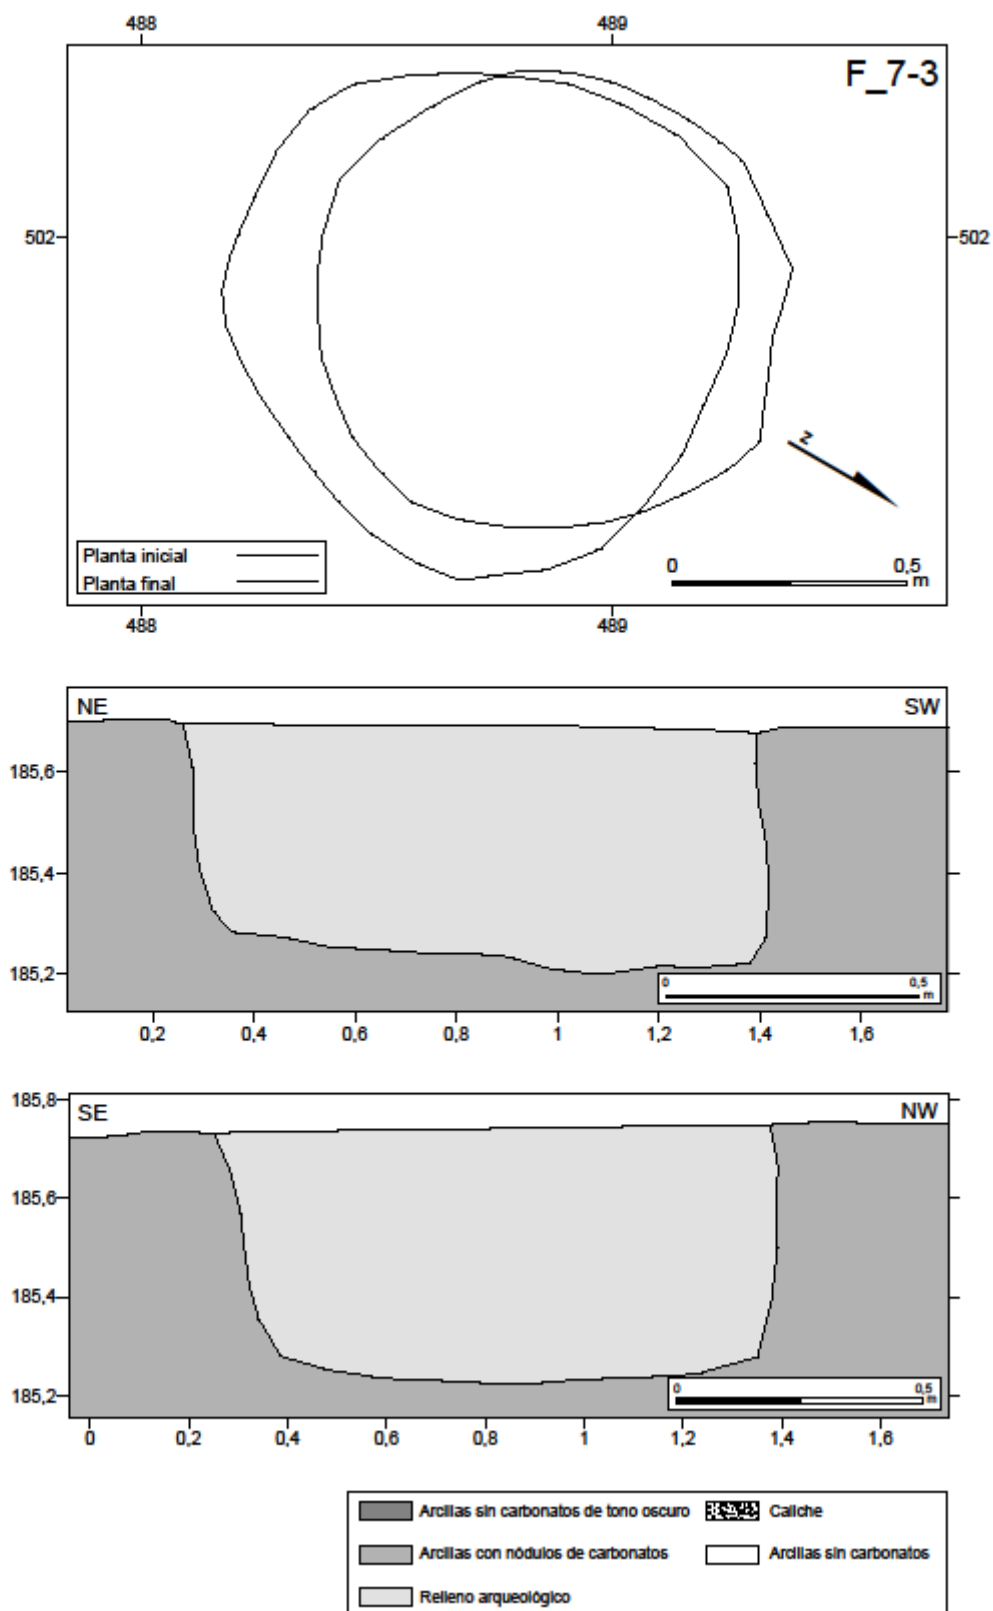 488 489
F_7-3
502 502
N
Planta inicial
Planta final
0 0,5
m
488 489
NE SW
185,6
185,4
185,2
0 0,5
m
0,2 0,4 0,6 0,8 1 1,2 1,4 1,6
185,8
SE NW
185,6
185,4
185,2
0 0,5
m
0 0,2 0,4 0,6 0,8 1 1,2 1,4 1,6
Arcillas sin carbonatos de tono oscuro Caliche
Arcillas con nódulos de carbonatos Arcillas sin carbonatos
Relleno arqueológico